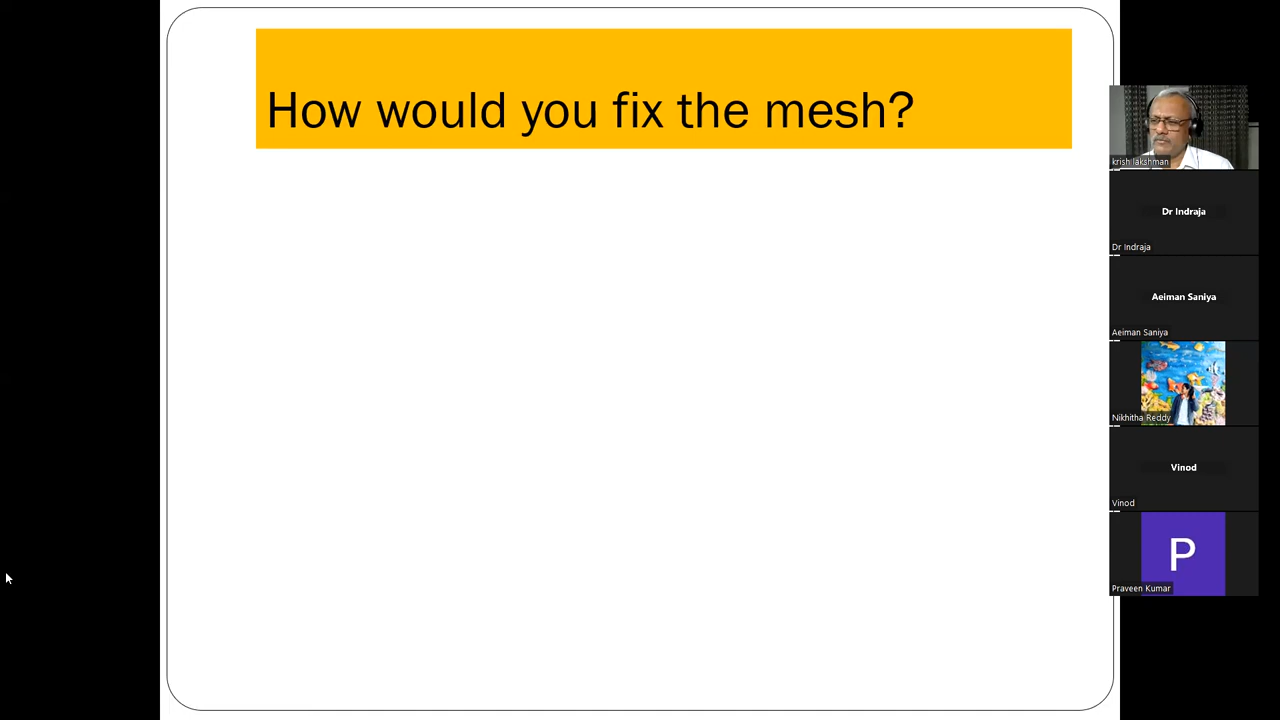 How would you fix the mesh?
krish lakshman
Dr Indraja
Dr Indraja
Aeiman Saniya
Aeiman Saniya
Nikhitha Reddy
Vinod
Vinod
P
Praveen Kumar